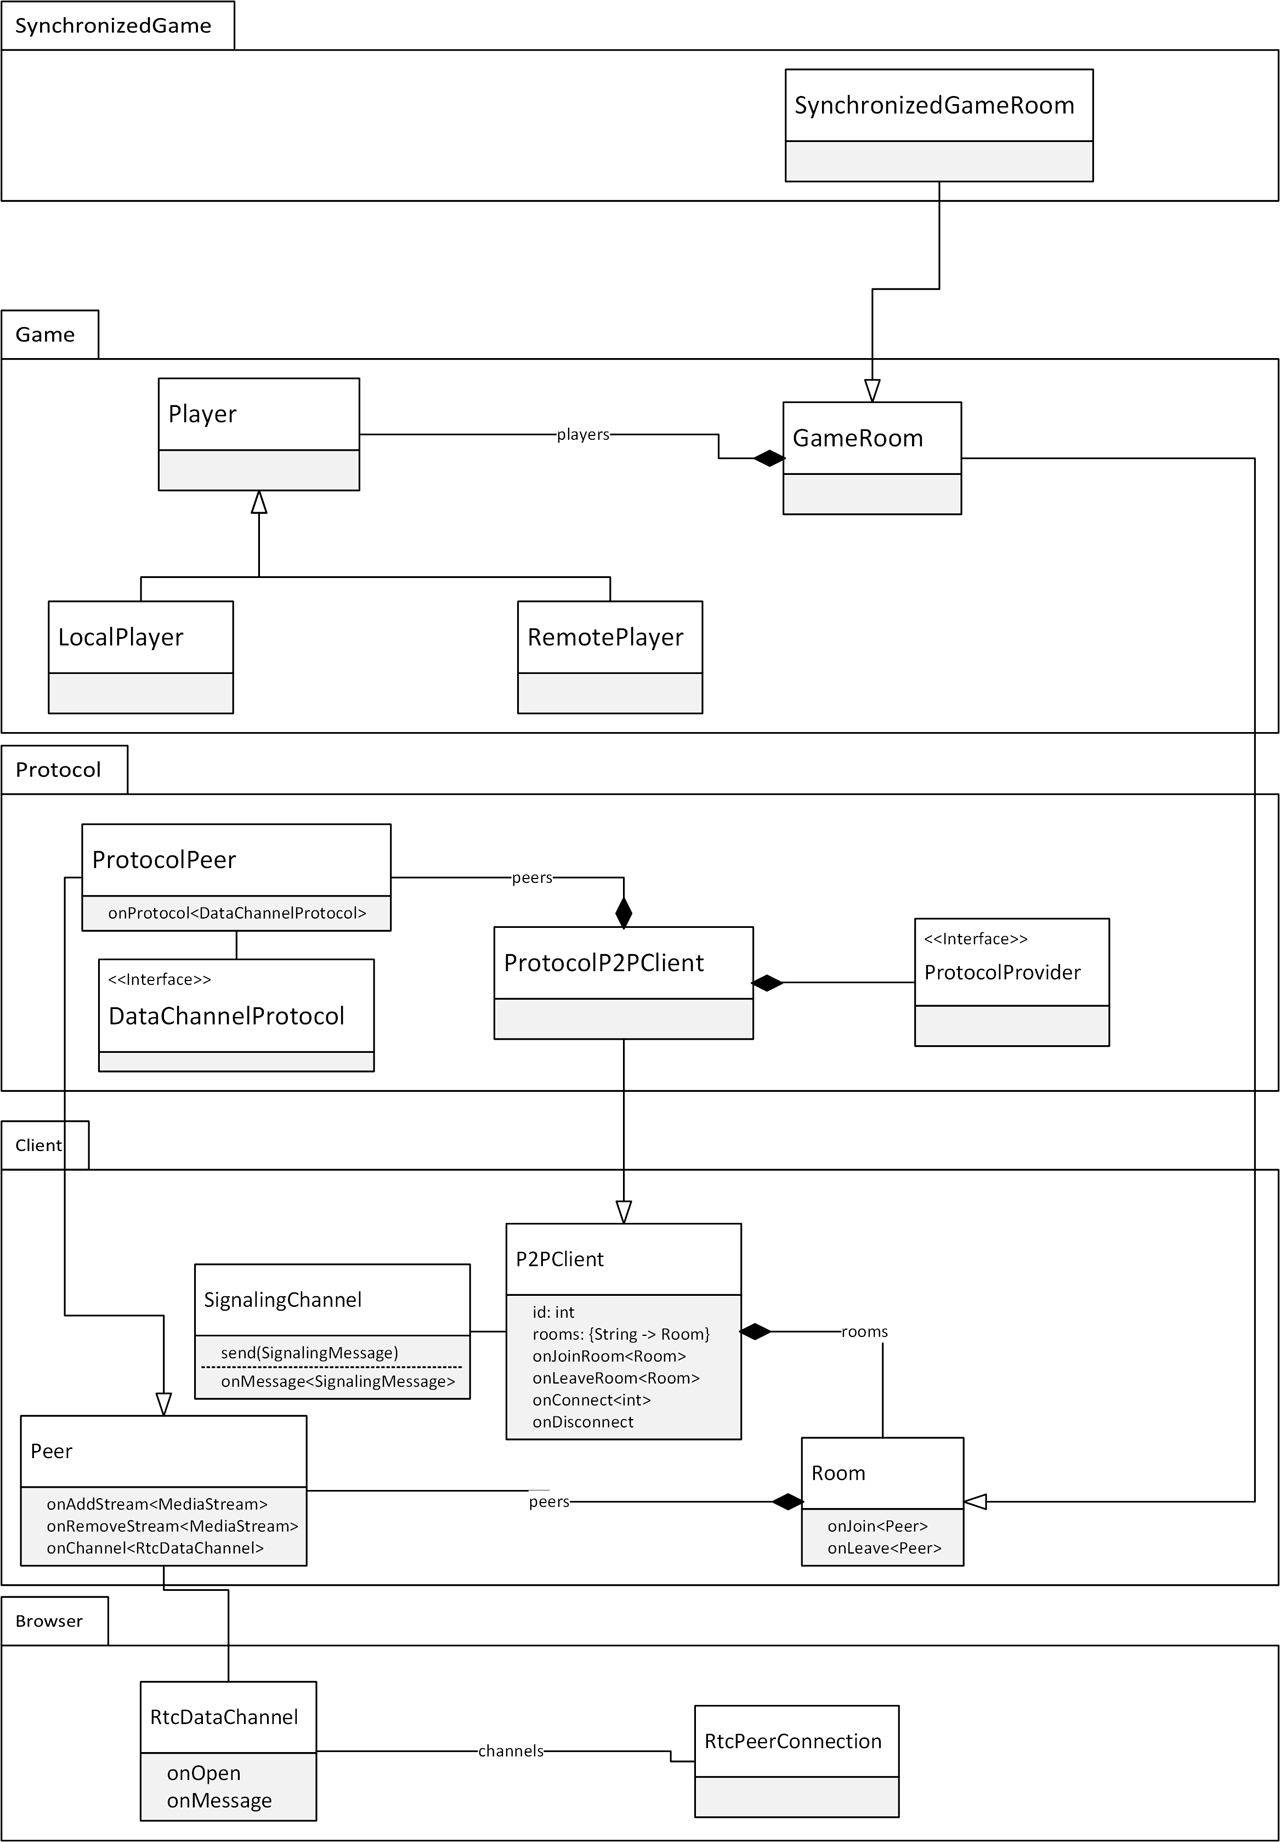 SynchronizedGame
SynchronizedGameRoom
Game
Player
players
GameRoom
LocalPlayer
RemotePlayer
Protocol
ProtocolPeer
onProtocol<DataChannelProtocol>
peers
<<Interface>>
DataChannelProtocol
ProtocolP2PClient
<<Interface>>
ProtocolProvider
Client
P2PClient
id: int
rooms: {String -> Room}
onJoinRoom<Room>
onLeaveRoom<Room>
onConnect<int>
onDisconnect
SignalingChannel
send(SignalingMessage)
onMessage<SignalingMessage>
rooms
Peer
onAddStream<MediaStream>
onRemoveStream<MediaStream>
onChannel<RtcDataChannel>
peers
Room
onJoin<Peer>
onLeave<Peer>
Browser
RtcDataChannel
onOpen
onMessage
channels
RtcPeerConnection